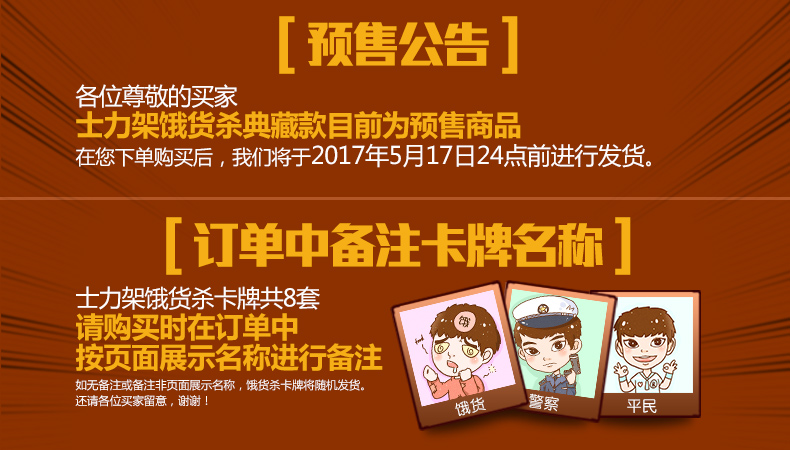 [ 预售公告 ]
各位尊敬的买家
士力架饿货杀典藏款目前为预售商品
在您下单购买后，我们将于2017年5月17日24点前进行发货。
[ 订单中备注卡牌名称 ]
士力架饿货杀卡牌共8套
请购买时在订单中
按页面展示名称进行备注
如无备注或备注非页面展示名称，饿货杀卡牌将随机发货。
还请各位买家留意，谢谢！
饿
饿货
警察
平民